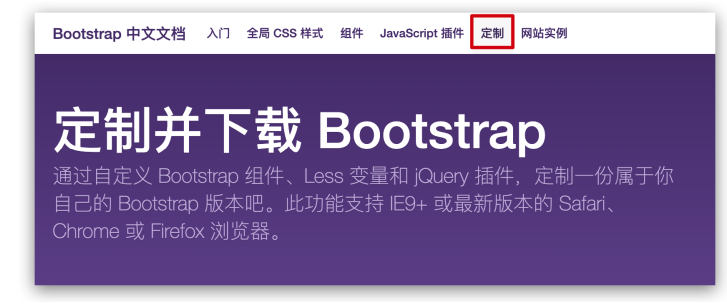 Bootstrap 中文文档 入门 全局 CSS 样式 组件 JavaScript 插件 定制 网站实例
定制并下载 Bootstrap
通过自定义 Bootstrap 组件、Less 变量和 jQuery 插件，定制一份属于你
自己的 Bootstrap 版本吧。此功能支持 IE9+ 或最新版本的 Safari、
Chrome 或 Firefox 浏览器。